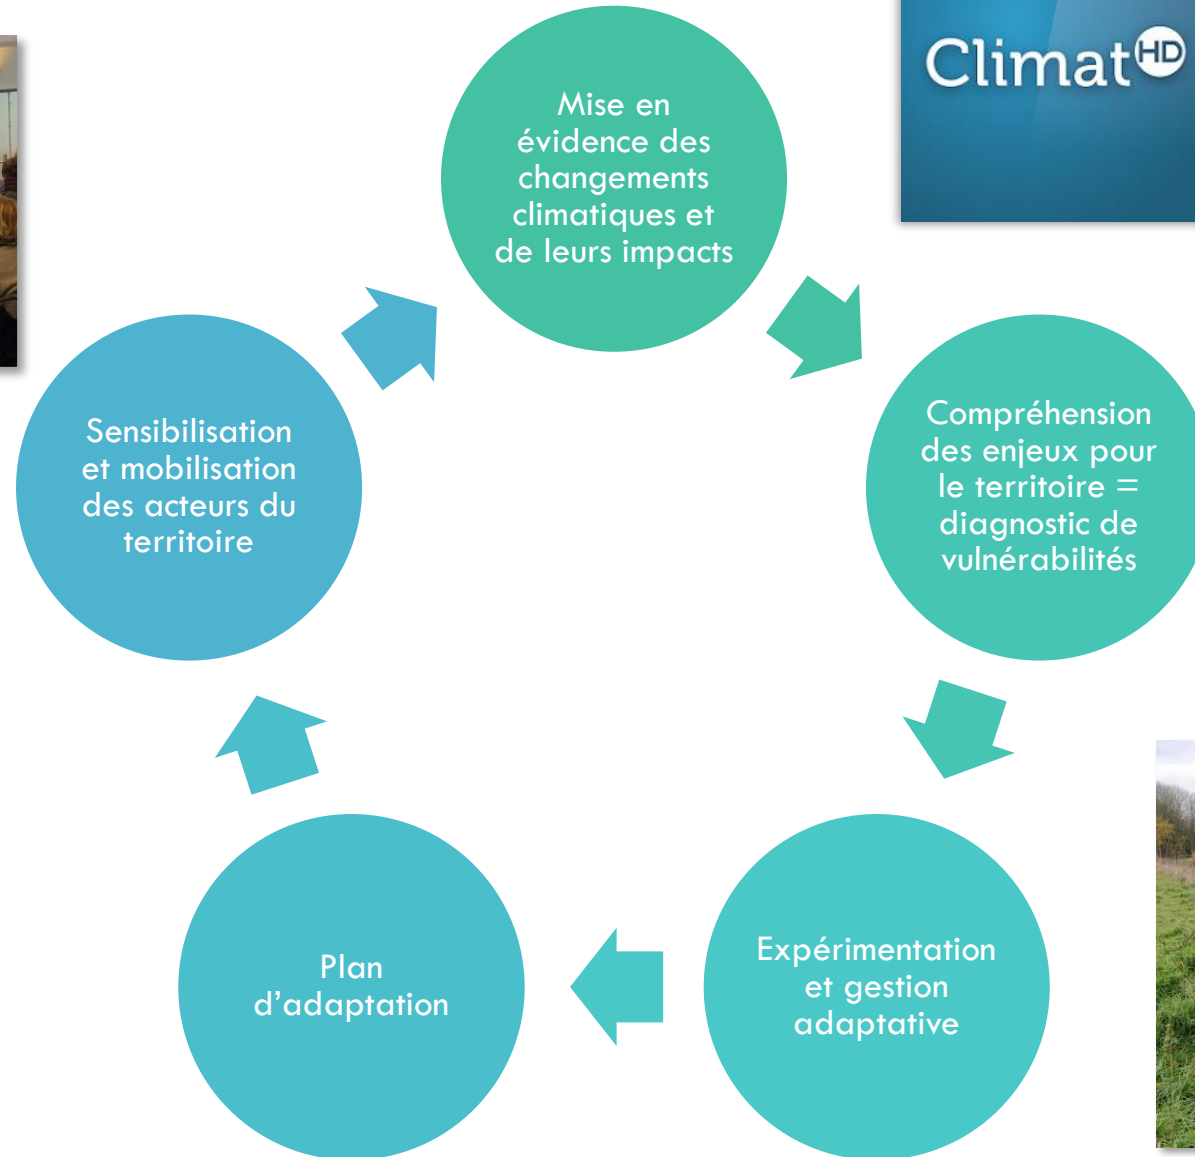 Climat HD
Mise en
évidence des
changements
climatiques et
de leurs impacts
Compréhension
des enjeux pour
le territoire =
diagnostic de
vulnérabilités
Expérimentation
et gestion
adaptative
Plan
d’adaptation
Sensibilisation
et mobilisation
des acteurs du
territoire